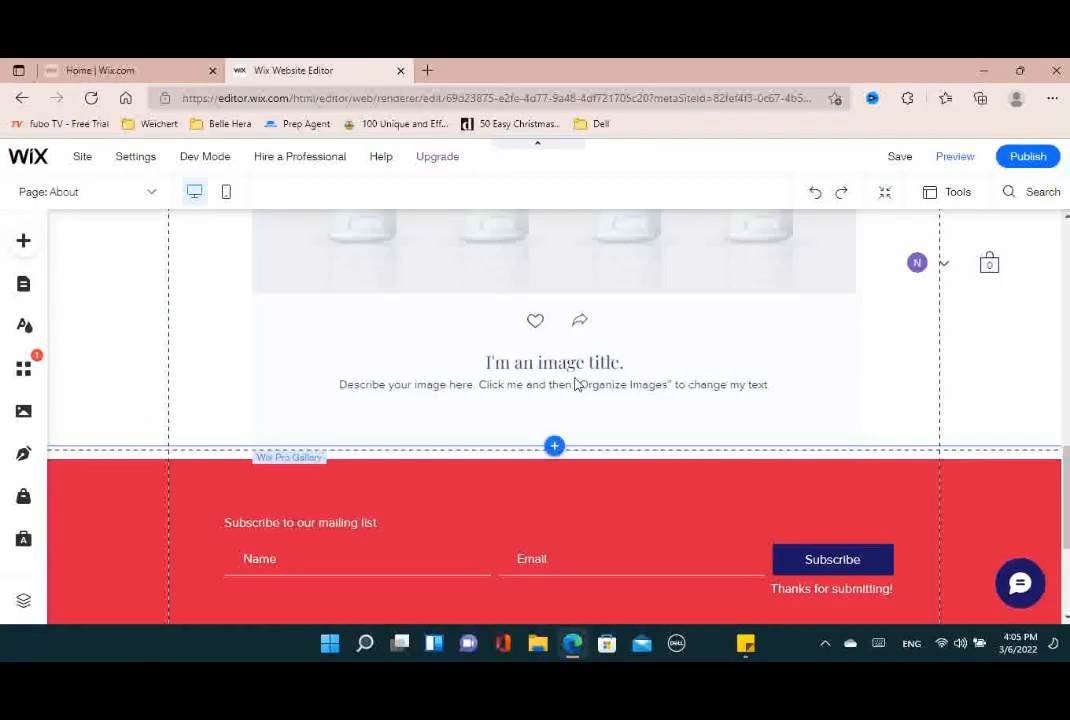 Home | Wix.com
WiX Wix Website Editor
https://editor.wix.com/html/editor/web/renderer/edit/69d23875-e2fe-4d77-9a48-4df721705c20?metaSiteId=82fef4f3-0c67-4b5...
TV fubo TV - Free Trial Weichert Belle Hera Prep Agent 100 Unique and Eff... 50 Easy Christmas... Dell
WiX Site Settings Dev Mode Hire a Professional Help Upgrade Save Preview Publish
Page: About Tools Search
N 0
1
I'm an image title.
Describe your image here. Click me and then "Organize Images" to change my text
Wix Pro Gallery
Subscribe to our mailing list
Name Email Subscribe
Thanks for submitting!
DELL ENG 4:05 PM
3/6/2022